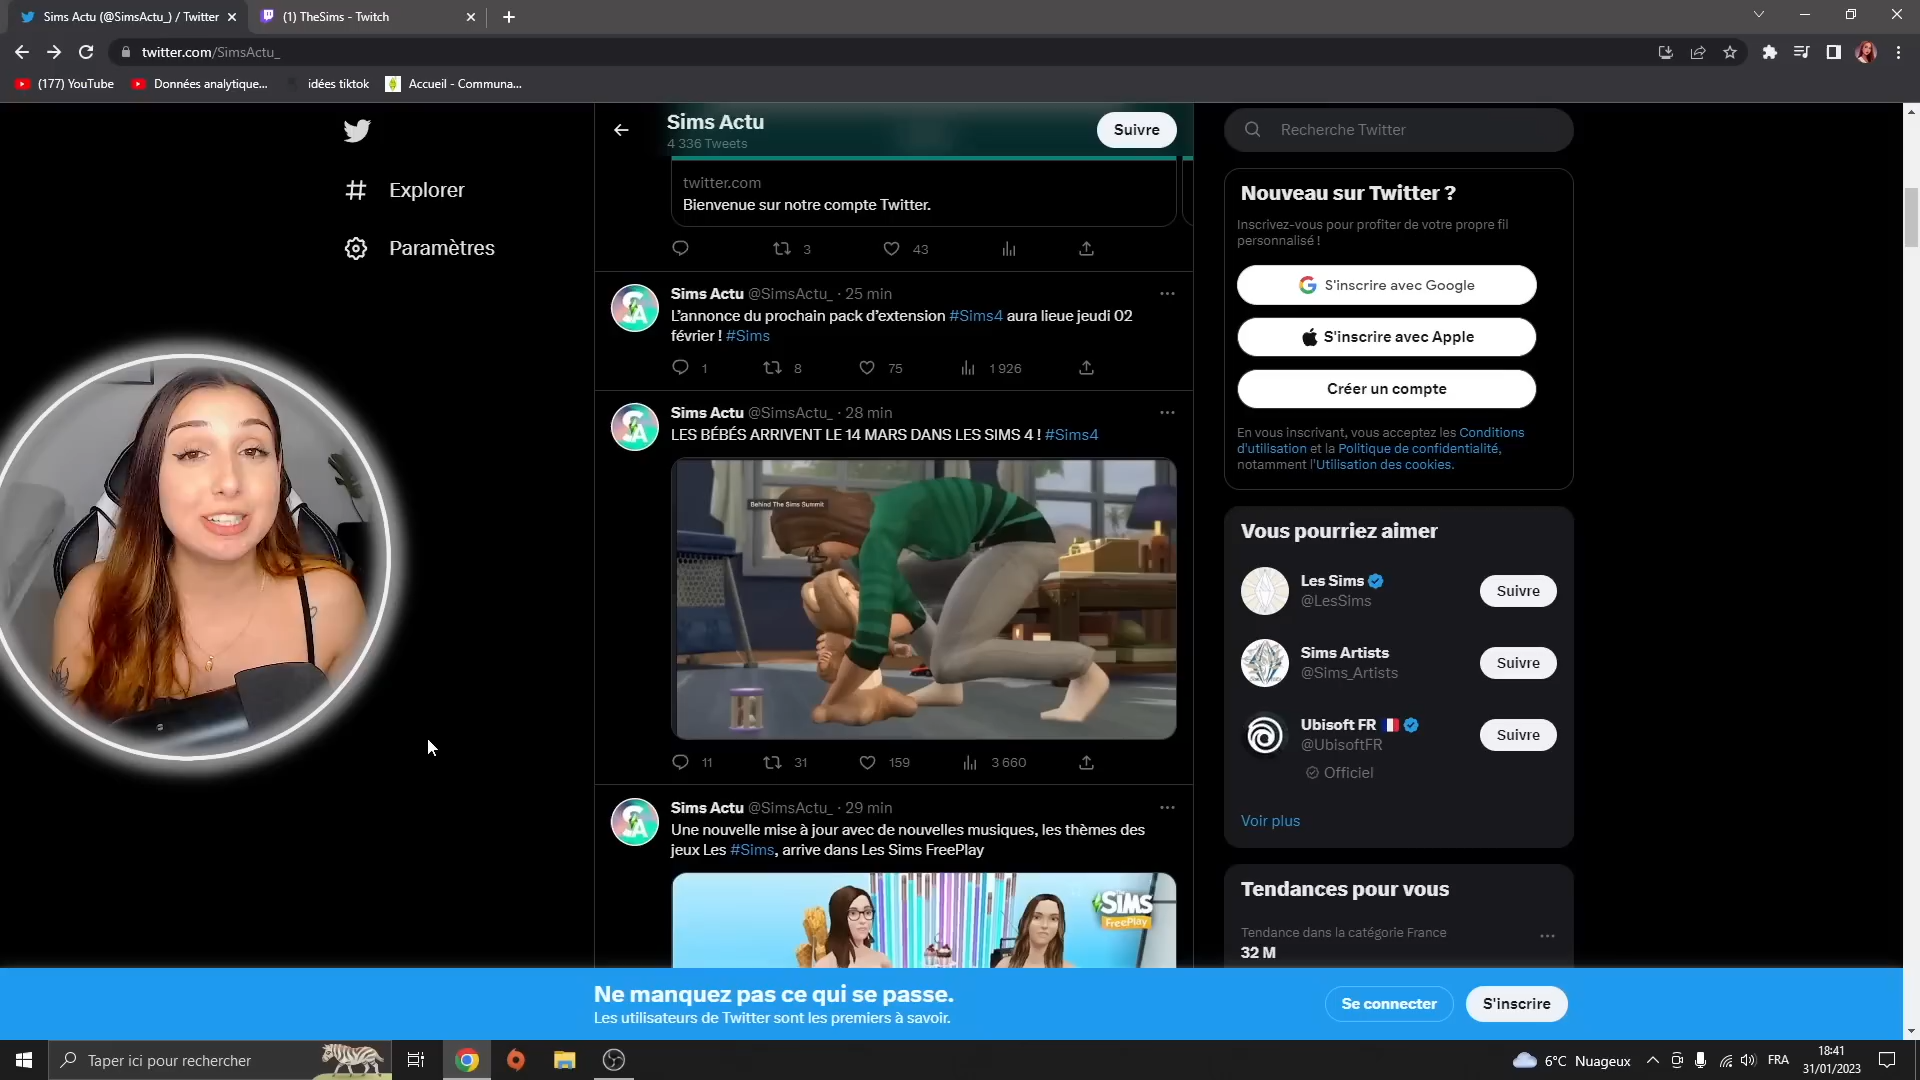 Sims Actu (@SimsActu_) / Twitter
(1) TheSims - Twitch
twitter.com/SimsActu_
(177) YouTube
Données analytique...
idées tiktok
Accueil - Communa...
Explorer
Paramètres
Sims Actu
4 336 Tweets
Suivre
twitter.com
Bienvenue sur notre compte Twitter.
3
43
Sims Actu @SimsActu_ · 25 min
L'annonce du prochain pack d'extension #Sims4 aura lieue jeudi 02
février ! #Sims
1
8
75
1 926
Sims Actu @SimsActu_ · 28 min
LES BÉBÉS ARRIVENT LE 14 MARS DANS LES SIMS 4 ! #Sims4
Behind The Sims Summit
11
31
159
3 660
Sims Actu @SimsActu_ · 29 min
Une nouvelle mise à jour avec de nouvelles musiques, les thèmes des
jeux Les #Sims, arrive dans Les Sims FreePlay
SIMS
FreePlay
Recherche Twitter
Nouveau sur Twitter ?
Inscrivez-vous pour profiter de votre propre fil
personnalisé !
S'inscrire avec Google
S'inscrire avec Apple
Créer un compte
En vous inscrivant, vous acceptez les Conditions
d'utilisation et la Politique de confidentialité,
notamment l'Utilisation des cookies.
Vous pourriez aimer
Les Sims
@LesSims
Suivre
Sims Artists
@Sims_Artists
Suivre
Ubisoft FR
@UbisoftFR
Officiel
Suivre
Voir plus
Tendances pour vous
Tendance dans la catégorie France
32 M
Ne manquez pas ce qui se passe.
Les utilisateurs de Twitter sont les premiers à savoir.
Se connecter
S'inscrire
Taper ici pour rechercher
6°C Nuageux
FRA
18:41
31/01/2023